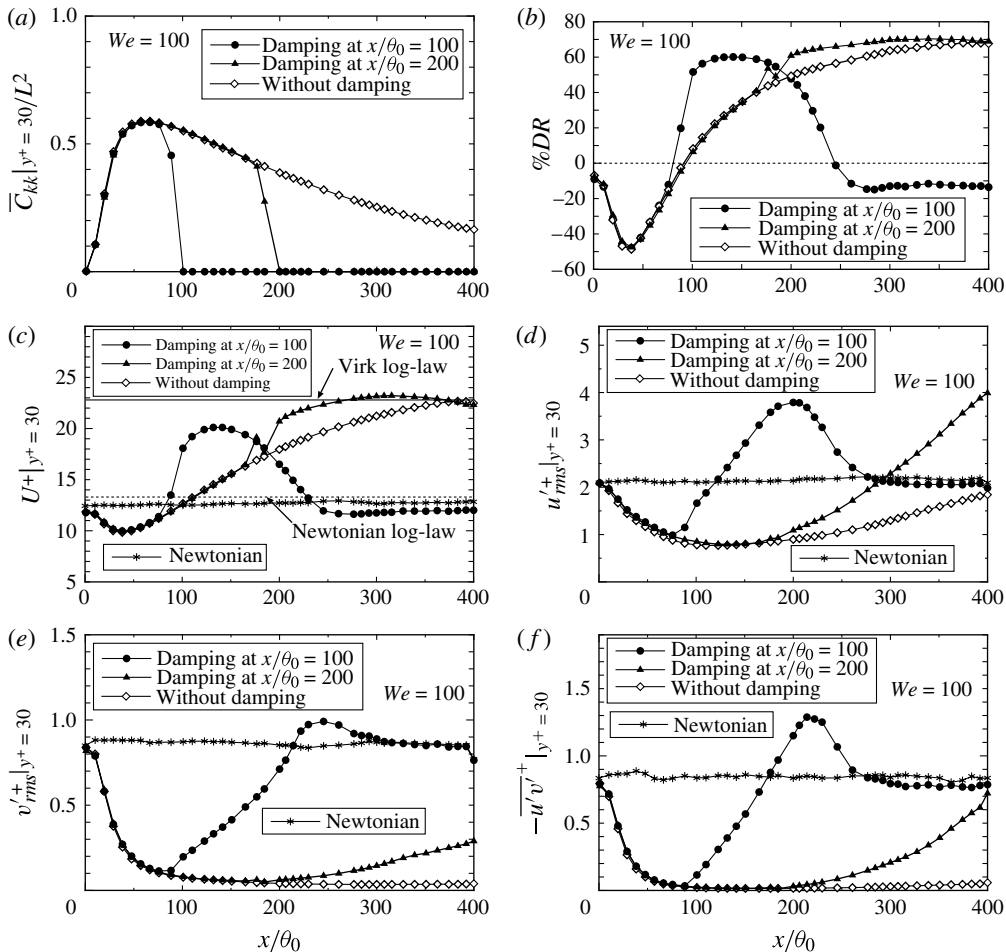 (a)
1.0
0.5
0
0 100 200 300 400
C̅kk|y+ = 30/L²
We = 100
Damping at x/θ0 = 100
Damping at x/θ0 = 200
Without damping
(b)
80
60
40
20
0
−20
−40
−60
0 100 200 300 400
%DR
We = 100
Damping at x/θ0 = 100
Damping at x/θ0 = 200
Without damping
(c)
29
25
23
20
17
15
13
10
5
0 100 200 300 400
U+|y+ = 30
Damping at x/θ0 = 100
Damping at x/θ0 = 200
Without damping
We = 100
Virk log-law
Newtonian log-law
Newtonian
(d)
5
4
3
2
1
0
0 100 200 300 400
u′+rms|y+ = 30
Damping at x/θ0 = 100
Damping at x/θ0 = 200
Without damping
We = 100
Newtonian
(e)
1.5
1.0
0.5
0
0 100 200 300 400
v′+rms|y+ = 30
x/θ0
Damping at x/θ0 = 100
Damping at x/θ0 = 200
Without damping
We = 100
Newtonian
(f)
1.5
1.0
0.5
0
0 100 200 300 400
−u′v′+|y+ = 30
x/θ0
Damping at x/θ0 = 100
Damping at x/θ0 = 200
Without damping
We = 100
Newtonian